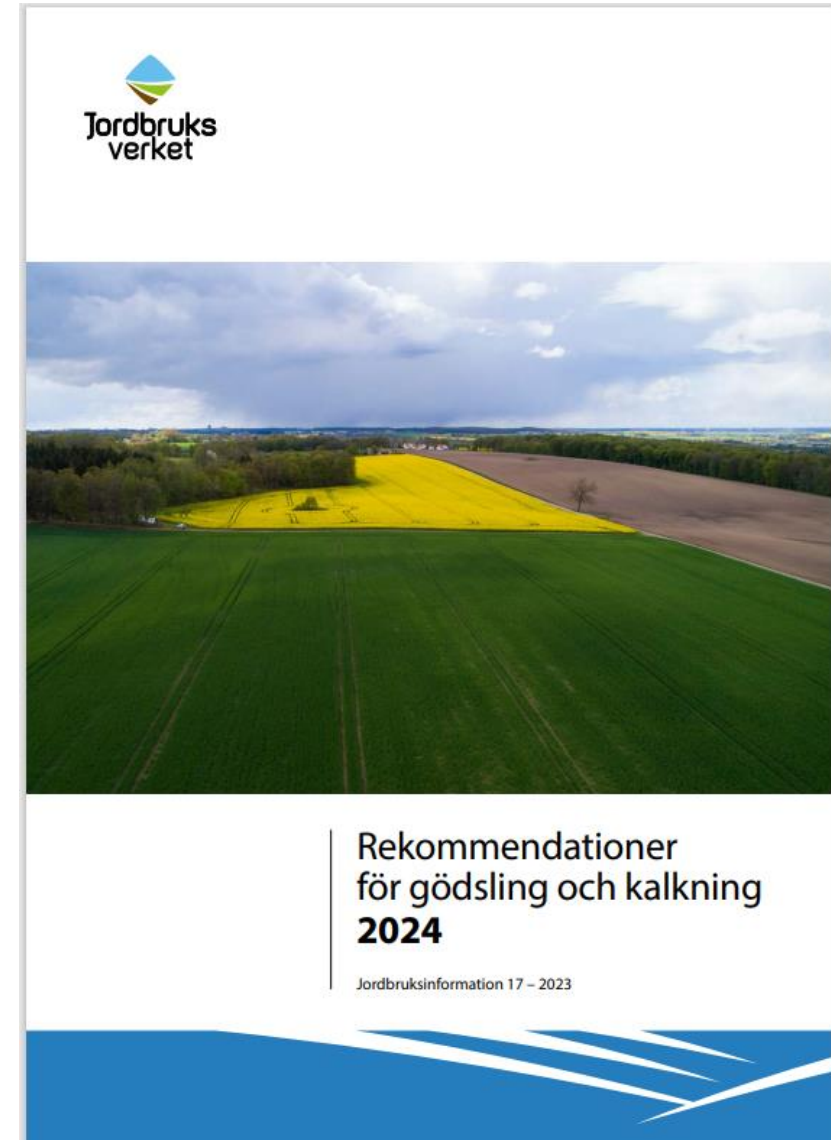 Jordbruks
verket
Rekommendationer
för gödsling och kalkning
2024
Jordbruksinformation 17 – 2023